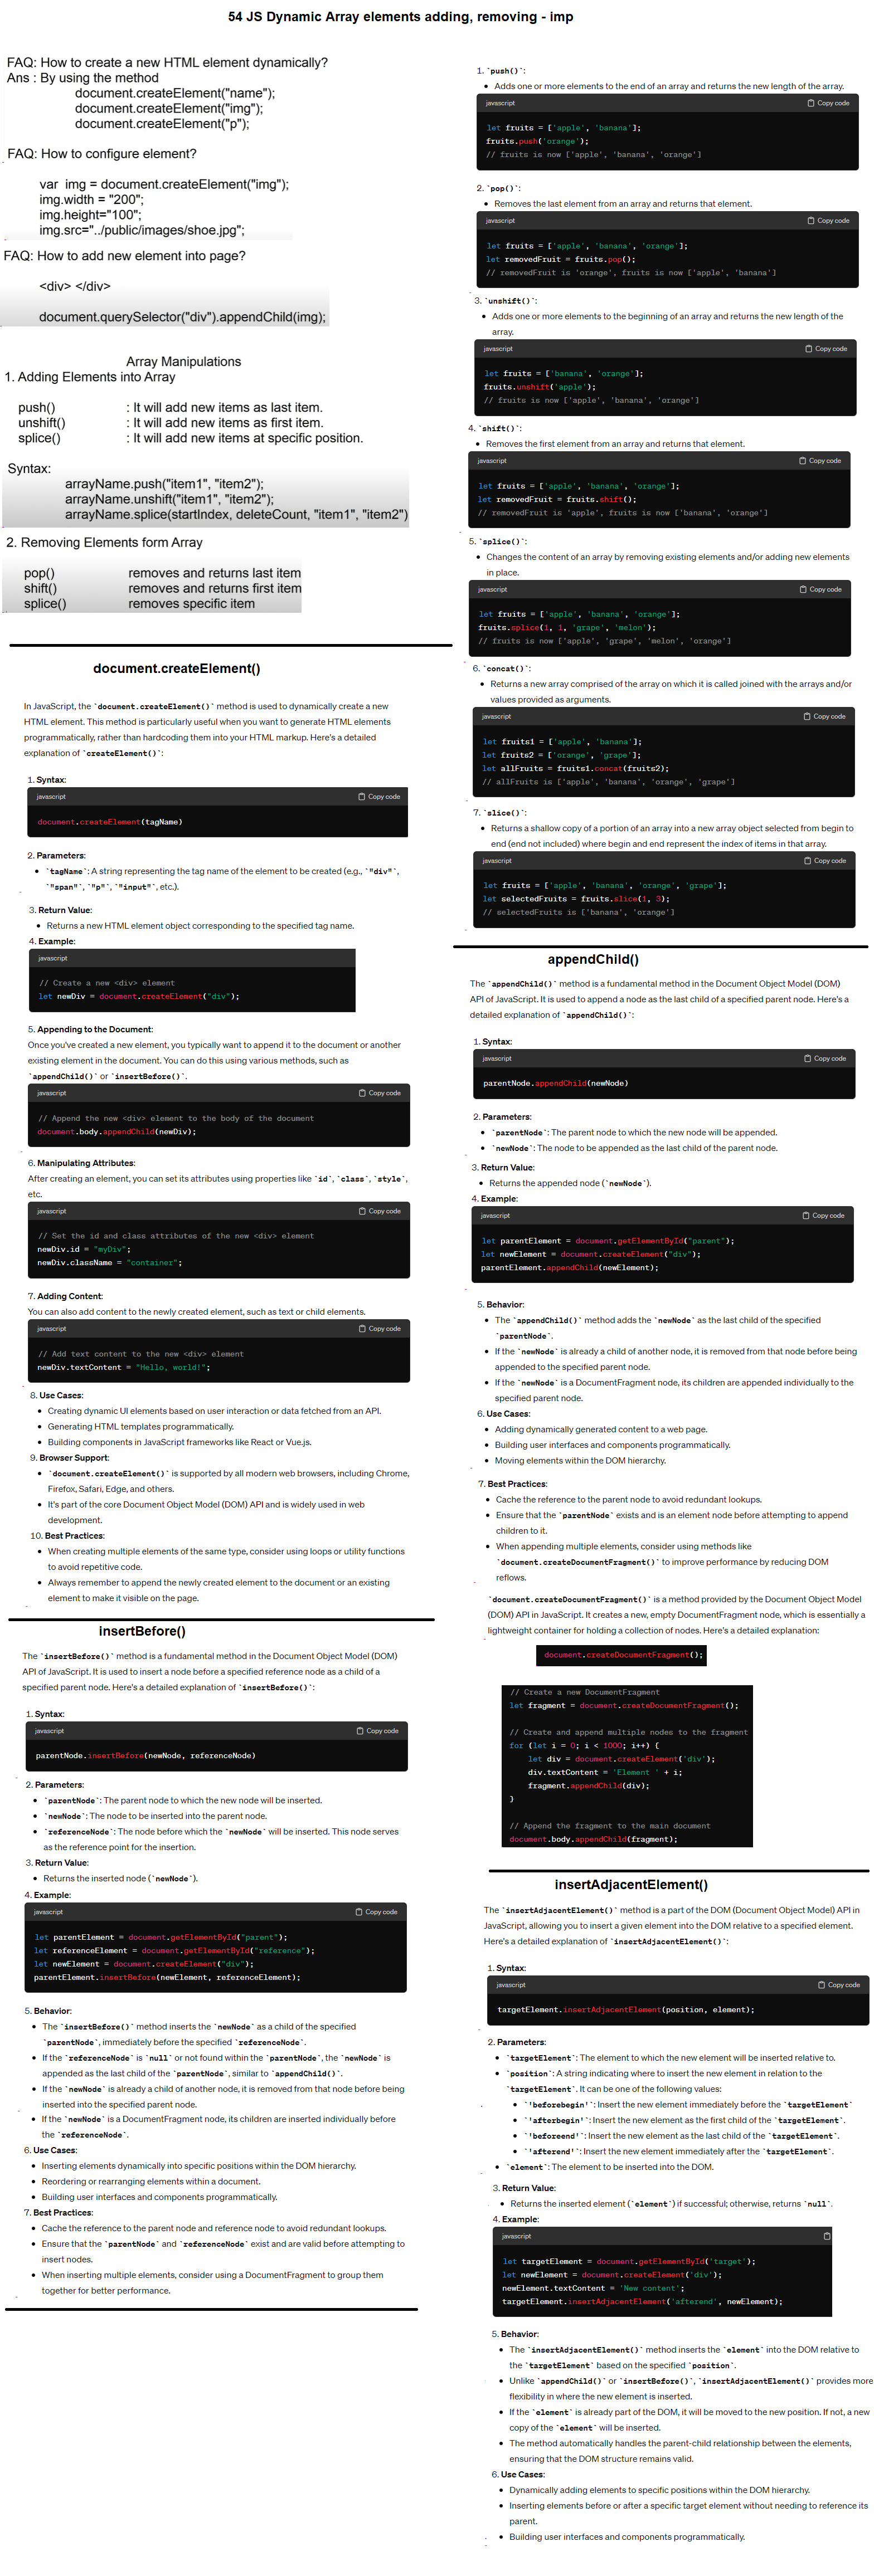 54 JS Dynamic Array elements adding, removing - imp
FAQ: How to create a new HTML element dynamically?
Ans : By using the method
document.createElement("name");
document.createElement("img");
document.createElement("p");
FAQ: How to configure element?
var img = document.createElement("img");
img.width = "200";
img.height="100";
img.src="../public/images/shoe.jpg";
FAQ: How to add new element into page?
<div> </div>
document.querySelector("div").appendChild(img);
Array Manipulations
1. Adding Elements into Array
push() : It will add new items as last item.
unshift() : It will add new items as first item.
splice() : It will add new items at specific position.
Syntax:
arrayName.push("item1", "item2");
arrayName.unshift("item1", "item2");
arrayName.splice(startIndex, deleteCount, "item1", "item2")
2. Removing Elements form Array
pop() removes and returns last item
shift() removes and returns first item
splice() removes specific item
document.createElement()
In JavaScript, the `document.createElement()` method is used to dynamically create a new
HTML element. This method is particularly useful when you want to generate HTML elements
programmatically, rather than hardcoding them into your HTML markup. Here's a detailed
explanation of `createElement()`:
1. Syntax:
javascript Copy code
document.createElement(tagName)
2. Parameters:
• `tagName`: A string representing the tag name of the element to be created (e.g., `"div"`,
`"span"`, `"p"`, `"input"`, etc.).
3. Return Value:
• Returns a new HTML element object corresponding to the specified tag name.
4. Example:
javascript
// Create a new <div> element
let newDiv = document.createElement("div");
5. Appending to the Document:
Once you've created a new element, you typically want to append it to the document or another
existing element in the document. You can do this using various methods, such as
`appendChild()` or `insertBefore()`.
javascript Copy code
// Append the new <div> element to the body of the document
document.body.appendChild(newDiv);
6. Manipulating Attributes:
After creating an element, you can set its attributes using properties like `id`, `class`, `style`,
etc.
javascript Copy code
// Set the id and class attributes of the new <div> element
newDiv.id = "myDiv";
newDiv.className = "container";
7. Adding Content:
You can also add content to the newly created element, such as text or child elements.
javascript Copy code
// Add text content to the new <div> element
newDiv.textContent = "Hello, world!";
8. Use Cases:
• Creating dynamic UI elements based on user interaction or data fetched from an API.
• Generating HTML templates programmatically.
• Building components in JavaScript frameworks like React or Vue.js.
9. Browser Support:
• `document.createElement()` is supported by all modern web browsers, including Chrome,
Firefox, Safari, Edge, and others.
• It's part of the core Document Object Model (DOM) API and is widely used in web
development.
10. Best Practices:
• When creating multiple elements of the same type, consider using loops or utility functions
to avoid repetitive code.
• Always remember to append the newly created element to the document or an existing
element to make it visible on the page.
insertBefore()
The `insertBefore()` method is a fundamental method in the Document Object Model (DOM)
API of JavaScript. It is used to insert a node before a specified reference node as a child of a
specified parent node. Here's a detailed explanation of `insertBefore()`:
1. Syntax:
javascript Copy code
parentNode.insertBefore(newNode, referenceNode)
2. Parameters:
• `parentNode`: The parent node to which the new node will be inserted.
• `newNode`: The node to be inserted into the parent node.
• `referenceNode`: The node before which the `newNode` will be inserted. This node serves
as the reference point for the insertion.
3. Return Value:
• Returns the inserted node (`newNode`).
4. Example:
javascript Copy code
let parentElement = document.getElementById("parent");
let referenceElement = document.getElementById("reference");
let newElement = document.createElement("div");
parentElement.insertBefore(newElement, referenceElement);
5. Behavior:
• The `insertBefore()` method inserts the `newNode` as a child of the specified
`parentNode`, immediately before the specified `referenceNode`.
• If the `referenceNode` is `null` or not found within the `parentNode`, the `newNode` is
appended as the last child of the `parentNode`, similar to `appendChild()`.
• If the `newNode` is already a child of another node, it is removed from that node before being
inserted into the specified parent node.
• If the `newNode` is a DocumentFragment node, its children are inserted individually before
the `referenceNode`.
6. Use Cases:
• Inserting elements dynamically into specific positions within the DOM hierarchy.
• Reordering or rearranging elements within a document.
• Building user interfaces and components programmatically.
7. Best Practices:
• Cache the reference to the parent node and reference node to avoid redundant lookups.
• Ensure that the `parentNode` and `referenceNode` exist and are valid before attempting to
insert nodes.
• When inserting multiple elements, consider using a DocumentFragment to group them
together for better performance.
1. `push()`:
• Adds one or more elements to the end of an array and returns the new length of the array.
javascript Copy code
let fruits = ['apple', 'banana'];
fruits.push('orange');
// fruits is now ['apple', 'banana', 'orange']
2. `pop()`:
• Removes the last element from an array and returns that element.
javascript Copy code
let fruits = ['apple', 'banana', 'orange'];
let removedFruit = fruits.pop();
// removedFruit is 'orange', fruits is now ['apple', 'banana']
3. `unshift()`:
• Adds one or more elements to the beginning of an array and returns the new length of the
array.
javascript Copy code
let fruits = ['banana', 'orange'];
fruits.unshift('apple');
// fruits is now ['apple', 'banana', 'orange']
4. `shift()`:
• Removes the first element from an array and returns that element.
javascript Copy code
let fruits = ['apple', 'banana', 'orange'];
let removedFruit = fruits.shift();
// removedFruit is 'apple', fruits is now ['banana', 'orange']
5. `splice()`:
• Changes the content of an array by removing existing elements and/or adding new elements
in place.
javascript Copy code
let fruits = ['apple', 'banana', 'orange'];
fruits.splice(1, 1, 'grape', 'melon');
// fruits is now ['apple', 'grape', 'melon', 'orange']
6. `concat()`:
• Returns a new array comprised of the array on which it is called joined with the arrays and/or
values provided as arguments.
javascript Copy code
let fruits1 = ['apple', 'banana'];
let fruits2 = ['orange', 'grape'];
let allFruits = fruits1.concat(fruits2);
// allFruits is ['apple', 'banana', 'orange', 'grape']
7. `slice()`:
• Returns a shallow copy of a portion of an array into a new array object selected from begin to
end (end not included) where begin and end represent the index of items in that array.
javascript Copy code
let fruits = ['apple', 'banana', 'orange', 'grape'];
let selectedFruits = fruits.slice(1, 3);
// selectedFruits is ['banana', 'orange']
appendChild()
The `appendChild()` method is a fundamental method in the Document Object Model (DOM)
API of JavaScript. It is used to append a node as the last child of a specified parent node. Here's a
detailed explanation of `appendChild()`:
1. Syntax:
javascript Copy code
parentNode.appendChild(newNode)
2. Parameters:
• `parentNode`: The parent node to which the new node will be appended.
• `newNode`: The node to be appended as the last child of the parent node.
3. Return Value:
• Returns the appended node (`newNode`).
4. Example:
javascript Copy code
let parentElement = document.getElementById("parent");
let newElement = document.createElement("div");
parentElement.appendChild(newElement);
5. Behavior:
• The `appendChild()` method adds the `newNode` as the last child of the specified
`parentNode`.
• If the `newNode` is already a child of another node, it is removed from that node before being
appended to the specified parent node.
• If the `newNode` is a DocumentFragment node, its children are appended individually to the
specified parent node.
6. Use Cases:
• Adding dynamically generated content to a web page.
• Building user interfaces and components programmatically.
• Moving elements within the DOM hierarchy.
7. Best Practices:
• Cache the reference to the parent node to avoid redundant lookups.
• Ensure that the `parentNode` exists and is an element node before attempting to append
children to it.
• When appending multiple elements, consider using methods like
`document.createDocumentFragment()` to improve performance by reducing DOM
reflows.
`document.createDocumentFragment()` is a method provided by the Document Object Model
(DOM) API in JavaScript. It creates a new, empty DocumentFragment node, which is essentially a
lightweight container for holding a collection of nodes. Here's a detailed explanation:
document.createDocumentFragment();
// Create a new DocumentFragment
let fragment = document.createDocumentFragment();
// Create and append multiple nodes to the fragment
for (let i = 0; i < 1000; i++) {
let div = document.createElement('div');
div.textContent = 'Element ' + i;
fragment.appendChild(div);
}
// Append the fragment to the main document
document.body.appendChild(fragment);
insertAdjacentElement()
The `insertAdjacentElement()` method is a part of the DOM (Document Object Model) API in
JavaScript, allowing you to insert a given element into the DOM relative to a specified element.
Here's a detailed explanation of `insertAdjacentElement()`:
1. Syntax:
javascript Copy code
targetElement.insertAdjacentElement(position, element);
2. Parameters:
• `targetElement`: The element to which the new element will be inserted relative to.
• `position`: A string indicating where to insert the new element in relation to the
`targetElement`. It can be one of the following values:
• `'beforebegin'`: Insert the new element immediately before the `targetElement`
• `'afterbegin'`: Insert the new element as the first child of the `targetElement`.
• `'beforeend'`: Insert the new element as the last child of the `targetElement`.
• `'afterend'`: Insert the new element immediately after the `targetElement`.
• `element`: The element to be inserted into the DOM.
3. Return Value:
• Returns the inserted element (`element`) if successful; otherwise, returns `null`.
4. Example:
javascript
let targetElement = document.getElementById('target');
let newElement = document.createElement('div');
newElement.textContent = 'New content';
targetElement.insertAdjacentElement('afterend', newElement);
5. Behavior:
• The `insertAdjacentElement()` method inserts the `element` into the DOM relative to
the `targetElement` based on the specified `position`.
• Unlike `appendChild()` or `insertBefore()`, `insertAdjacentElement()` provides more
flexibility in where the new element is inserted.
• If the `element` is already part of the DOM, it will be moved to the new position. If not, a new
copy of the `element` will be inserted.
• The method automatically handles the parent-child relationship between the elements,
ensuring that the DOM structure remains valid.
6. Use Cases:
• Dynamically adding elements to specific positions within the DOM hierarchy.
• Inserting elements before or after a specific target element without needing to reference its
parent.
• Building user interfaces and components programmatically.